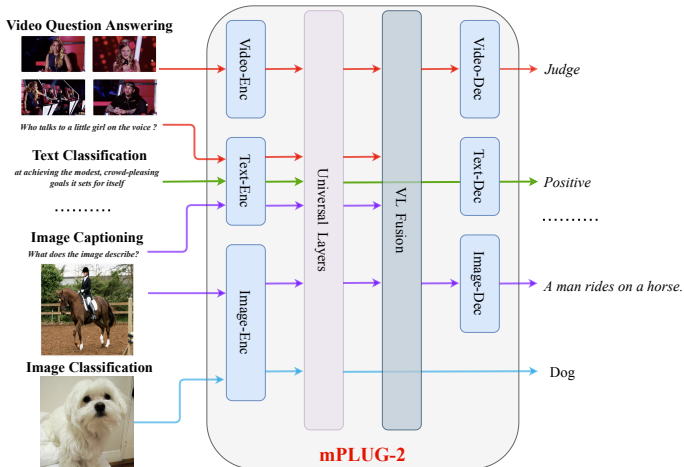 Video Question Answering
Who talks to a little girl on the voice ?
Text Classification
at achieving the modest, crowd-pleasing
goals it sets for itself
..........
Image Captioning
What does the image describe?
Image Classification
Video-Enc
Text-Enc
Image-Enc
Universal Layers
VL Fusion
Video-Dec
Text-Dec
Image-Dec
Judge
Positive
..........
A man rides on a horse.
Dog
mPLUG-2